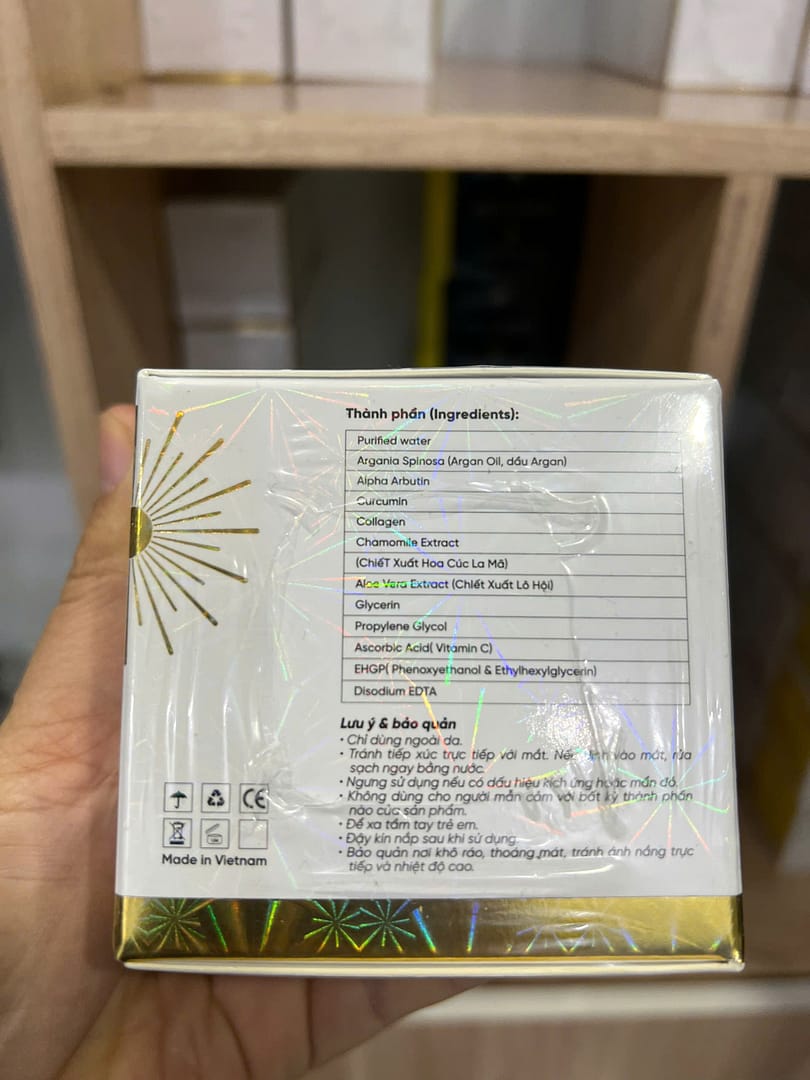 Thành phần (Ingredients):
Purified water
Argania Spinosa (Argan Oil, dầu Argan)
Alpha Arbutin
Curcumin
Collagen
Chamomile Extract
(ChiếT Xuất Hoa Cúc La Mã)
Aloe Vera Extract (Chiết Xuất Lô Hội)
Glycerin
Propylene Glycol
Ascorbic Acid( Vitamin C)
EHGP( Phenoxyethanol & Ethylhexylglycerin)
Disodium EDTA
Lưu ý & bảo quản
• Chỉ dùng ngoài da.
• Tránh tiếp xúc trực tiếp với mắt. vào mát, rửa
sạch ngay bằng nước.
• Ngưng sử dụng nếu có dấu hiệu kích ứng hoặc mẩn đỏ.
• Không dùng cho người mẫn cảm với bất kỳ thành phần
nào của sản phẩm.
• Để xa tầm tay trẻ em.
• Đậy kín nắp sau khi sử dụng.
• Bảo quản nơi khô ráo, thoáng mát, tránh ánh nắng trực
tiếp và nhiệt độ cao.
CE
Made in Vietnam